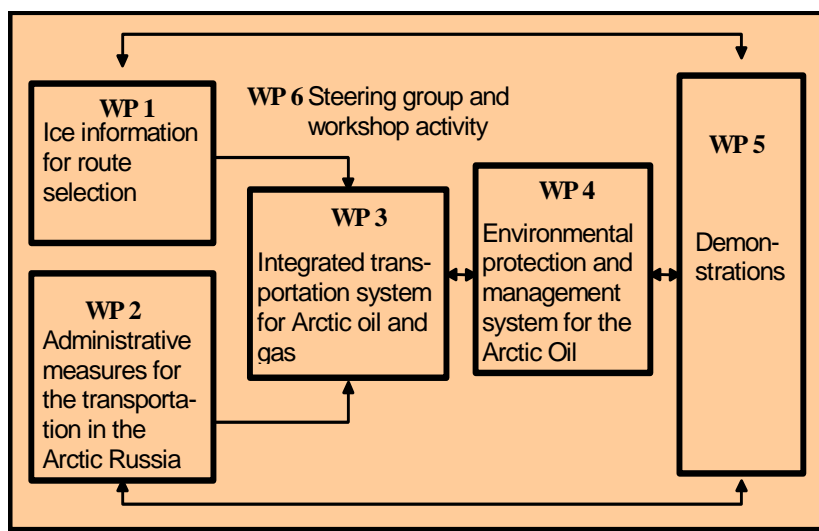 WP 1
Ice information
for route
selection
WP 6 Steering group and
workshop activity
WP 2
Administrative
measures for
the transporta-
tion in the
Arctic Russia
WP 3
Integrated trans-
portation system
for Arctic oil and
gas
WP 4
Environmental
protection and
management
system for the
Arctic Oil
WP 5
Demon-
strations